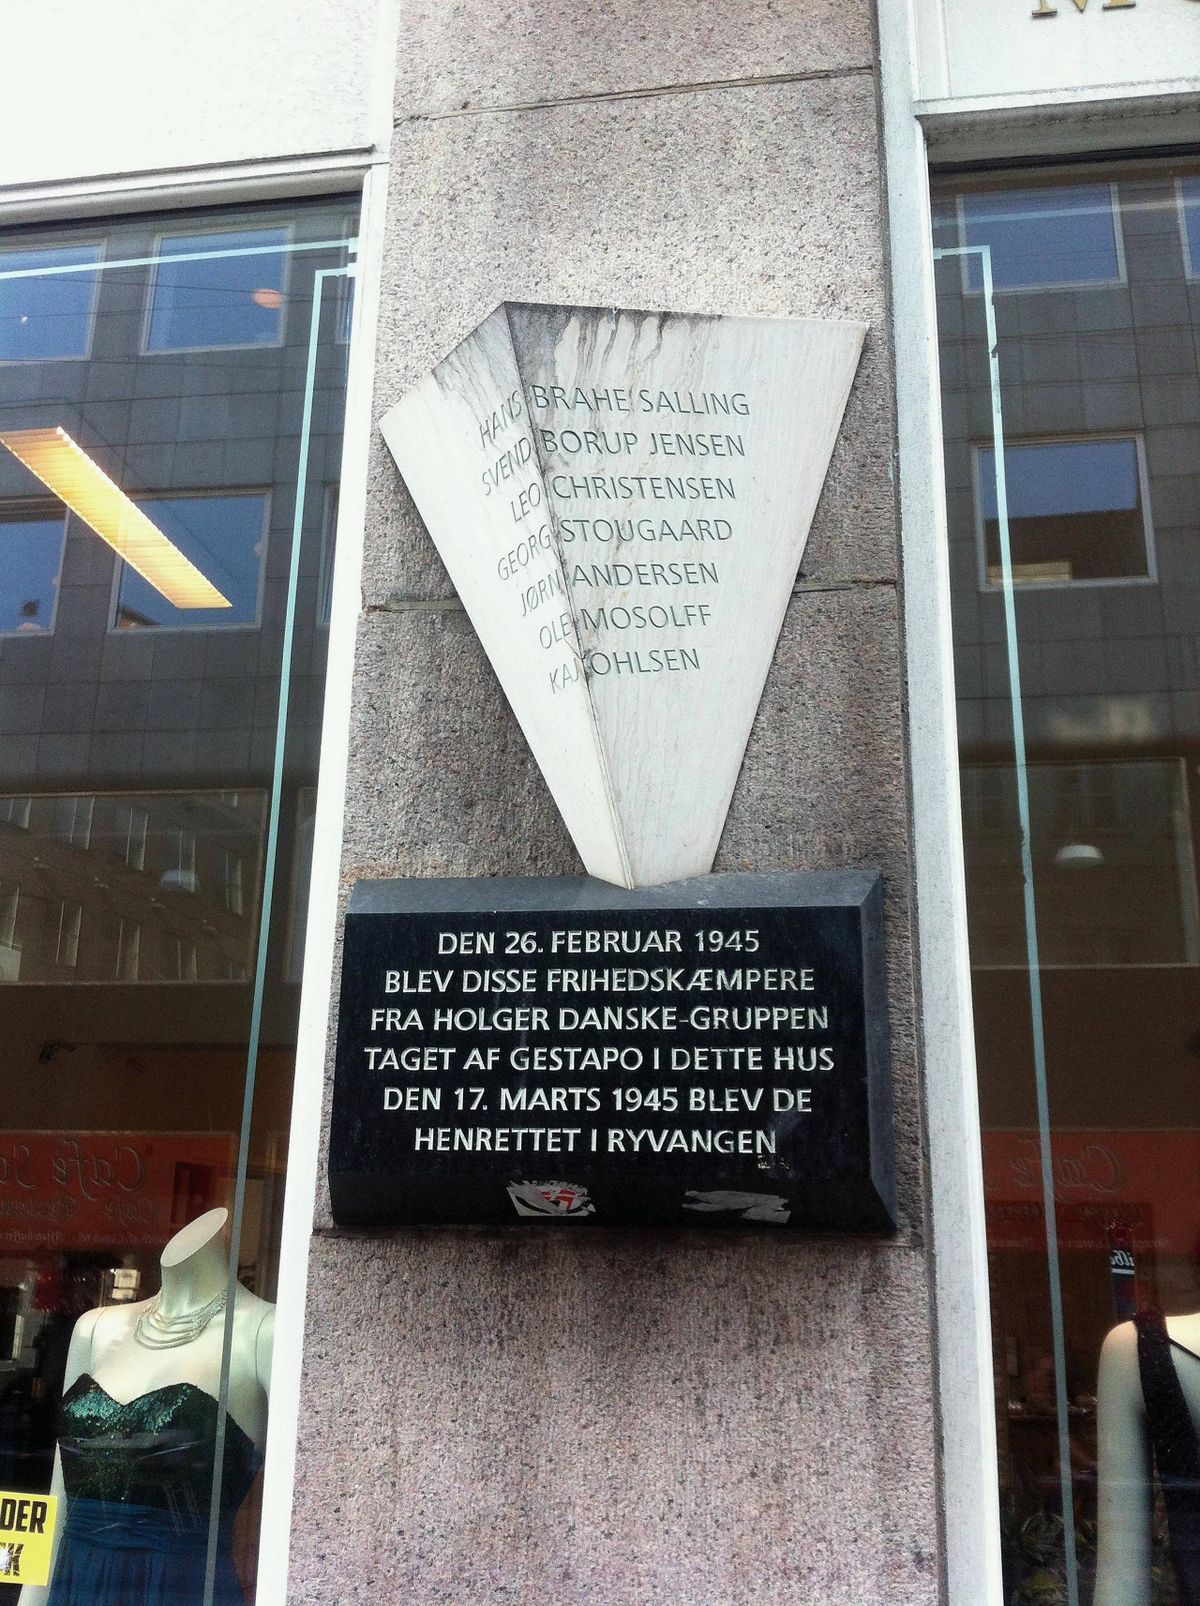 HANS BRAHE SALLING
SVEND BORUP JENSEN
LEO CHRISTENSEN
GEORG STOUGAARD
JØRN ANDERSEN
OLE MOSOLFF
KAJ OHLSEN
DEN 26. FEBRUAR 1945
BLEV DISSE FRIHEDSKÆMPERE
FRA HOLGER DANSKE-GRUPPEN
TAGET AF GESTAPO I DETTE HUS
DEN 17. MARTS 1945 BLEV DE
HENRETTET I RYVANGEN
DER